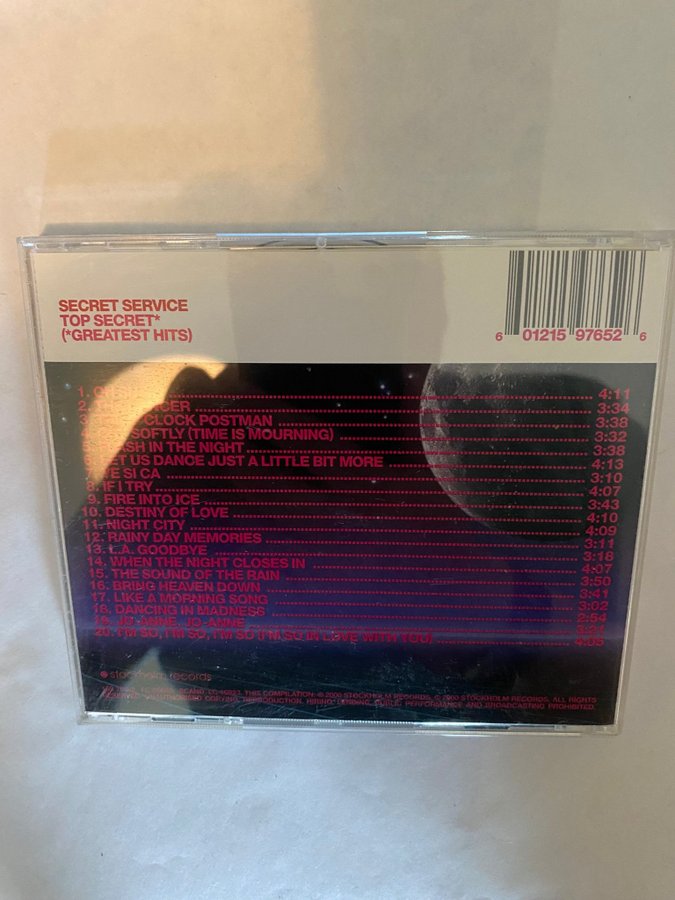 SECRET SERVICE
TOP SECRET*
(*GREATEST HITS)
6 01215 97652 6
1. 4:11
2. 3:34
CLOCK POSTMAN 3:38
SOFTLY (TIME IS MOURNING) 3:32
IN THE NIGHT 3:38
LET US DANCE JUST A LITTLE BIT MORE 4:13
TE SI CA 3:10
8. IF I TRY 4:07
9. FIRE INTO ICE 3:43
10. DESTINY OF LOVE 4:10
11. NIGHT CITY 4:09
12. RAINY DAY MEMORIES 3:11
13. L.A. GOODBYE 3:18
14. WHEN THE NIGHT CLOSES IN 4:07
15. THE SOUND OF THE RAIN 3:50
16. BRING HEAVEN DOWN 3:41
17. LIKE A MORNING SONG 3:02
18. DANCING IN MADNESS 2:54
19. JO-ANNE, JO-ANNE
20. I'M SO, I'M SO, I'M SO (I'M SO IN LOVE WITH YOU)
stockholm records
THIS COMPILATION: ℗ 2000 STOCKHOLM RECORDS. © 2000 STOCKHOLM RECORDS. ALL RIGHTS
COPYING, REPRODUCTION, HIRING, LENDING, PUBLIC PERFORMANCE AND BROADCASTING PROHIBITED.